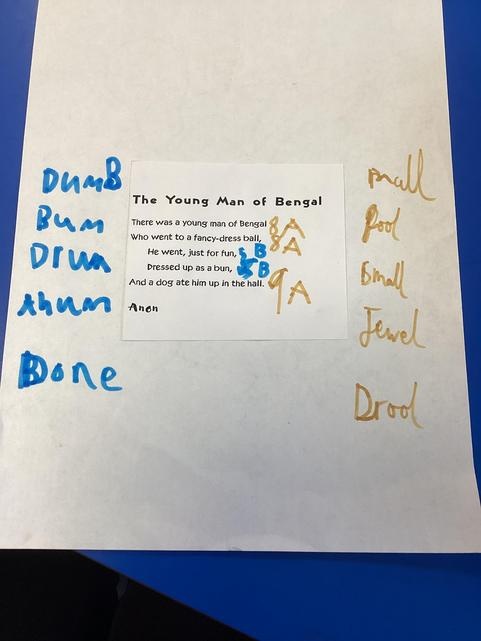 DumB
Bum
Drum
thum
Done
The Young Man of Bengal
There was a young man of Bengal 8A
Who went to a fancy-dress ball, 8A
He went, just for fun, 5 B
Dressed up as a bun, B
And a dog ate him up in the hall. 9A
Anon
mall
Pool
Small
Jewel
Drool